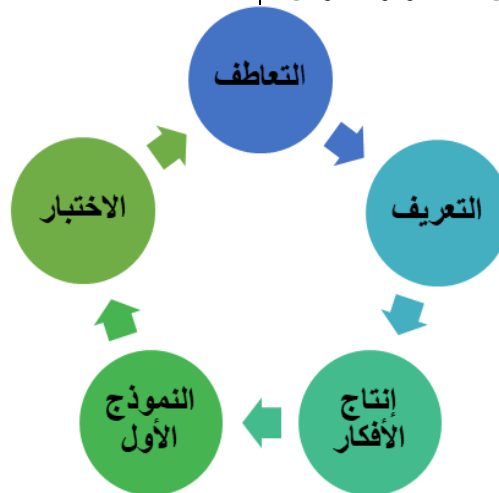 التعاطف
التعريف
إنتاج
الأفكار
النموذج
الأول
الاختبار